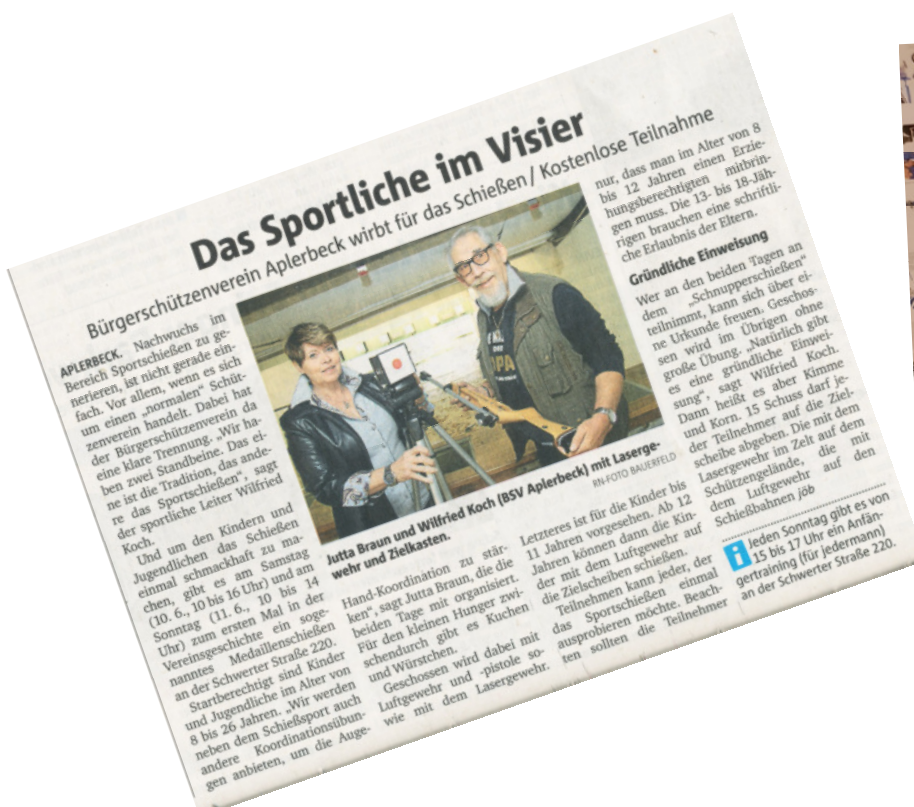 Das Sportliche im Visier
Bürgerschützenverein Aplerbeck wirbt für das Schießen / Kostenlose Teilnahme
APLERBECK. Nachwuchs im
Bereich Sportschießen zu ge-
nerieren, ist nicht gerade ein-
fach. Vor allem, wenn es sich
um einen „normalen“ Schüt-
zenverein handelt. Dabei hat
der Bürgerschützenverein da
eine klare Trennung. „Wir ha-
ben zwei Standbeine. Das ei-
ne ist die Tradition, das ande-
re das Sportschießen“, sagt
der sportliche Leiter Wilfried
Koch.
Und um den Kindern und
Jugendlichen das Schießen
einmal schmackhaft zu ma-
chen, gibt es am Samstag
(10. 6., 10 bis 16 Uhr) und am
Sonntag (11. 6., 10 bis 14
Uhr) zum ersten Mal in der
Vereinsgeschichte ein soge-
nanntes Medaillenschießen
an der Schwerter Straße 220.
Startberechtigt sind Kinder
und Jugendliche im Alter von
8 bis 26 Jahren. „Wir werden
neben dem Schießsport auch
andere Koordinationsübun-
gen anbieten, um die Auge-
Jutta Braun und Wilfried Koch (BSV Aplerbeck) mit Laserge-
wehr und Zielkasten.
RN-FOTO BAUERFELD
Hand-Koordination zu stär-
ken“, sagt Jutta Braun, die die
beiden Tage mit organisiert.
Für den kleinen Hunger zwi-
schendurch gibt es Kuchen
und Würstchen.
Geschossen wird dabei mit
Luftgewehr und -pistole so-
wie mit dem Lasergewehr.
Letzteres ist für die Kinder bis
11 Jahren vorgesehen. Ab 12
Jahren können dann die Kin-
der mit dem Luftgewehr auf
die Zielscheiben schießen.
Teilnehmen kann jeder, der
das Sportschießen einmal
ausprobieren möchte. Beach-
ten sollten die Teilnehmer
nur, dass man im Alter von 8
bis 12 Jahren einen Erzie-
hungsberechtigten mitbrin-
gen muss. Die 13- bis 18-Jäh-
rigen brauchen eine schriftli-
che Erlaubnis der Eltern.
Gründliche Einweisung
Wer an den beiden Tagen an
dem „Schnupperschießen“
teilnimmt, kann sich über ei-
ne Urkunde freuen. Geschos-
sen wird im Übrigen ohne
große Übung. „Natürlich gibt
es eine gründliche Einwei-
sung“, sagt Wilfried Koch.
Dann heißt es aber Kimme
und Korn. 15 Schuss darf je-
der Teilnehmer auf die Ziel-
scheibe abgeben. Die mit dem
Lasergewehr im Zelt auf dem
Schützengelände, die mit
dem Luftgewehr auf den
Schießbahnen jöb
i Jeden Sonntag gibt es von
15 bis 17 Uhr ein Anfän-
gertraining (für jedermann)
an der Schwerter Straße 220.